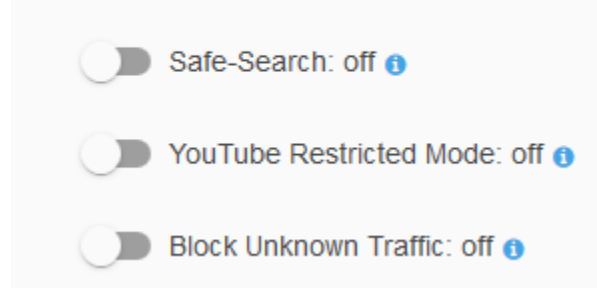 Safe-Search: off
YouTube Restricted Mode: off
Block Unknown Traffic: off